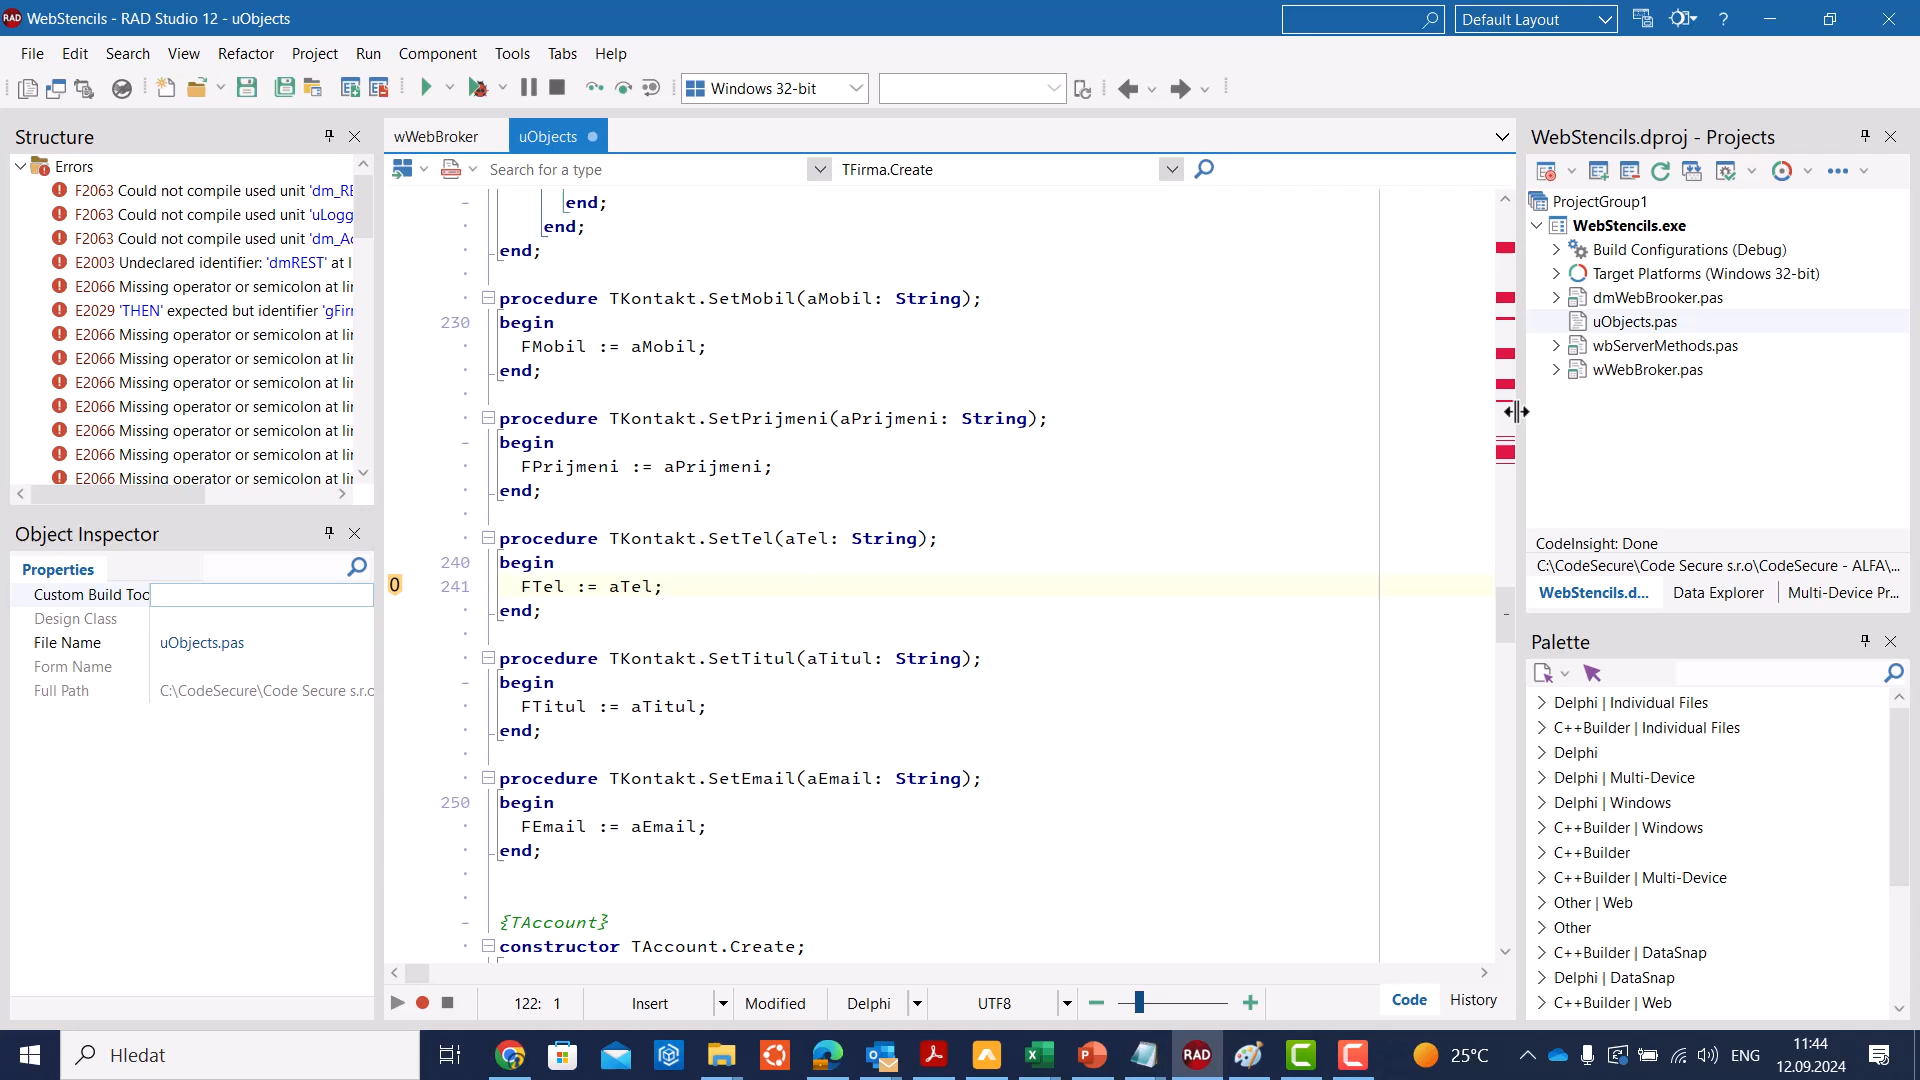 WebStencils - RAD Studio 12 - uObjects
Default Layout
File Edit Search View Refactor Project Run Component Tools Tabs Help
Windows 32-bit
Structure
Errors
F2063 Could not compile used unit 'dm_RE
F2063 Could not compile used unit 'uLogg
F2063 Could not compile used unit 'dm_Ac
E2003 Undeclared identifier: 'dmREST' at l
E2066 Missing operator or semicolon at lir
E2029 'THEN' expected but identifier 'gFirr
E2066 Missing operator or semicolon at lir
E2066 Missing operator or semicolon at lir
E2066 Missing operator or semicolon at lir
E2066 Missing operator or semicolon at lir
E2066 Missing operator or semicolon at lir
E2066 Missing operator or semicolon at lir
E2066 Missing operator or semicolon at lir
Object Inspector
Properties
Custom Build Too
Design Class
File Name uObjects.pas
Form Name
Full Path C:\CodeSecure\Code Secure s.r.o
wWebBroker uObjects
Search for a type TFirma.Create
end;
end;
end;
procedure TKontakt.SetMobil(aMobil: String);
230 begin
FMobil := aMobil;
end;
procedure TKontakt.SetPrijmeni(aPrijmeni: String);
begin
FPrijmeni := aPrijmeni;
end;
procedure TKontakt.SetTel(aTel: String);
240 begin
241 FTel := aTel;
end;
procedure TKontakt.SetTitul(aTitul: String);
begin
FTitul := aTitul;
end;
procedure TKontakt.SetEmail(aEmail: String);
250 begin
FEmail := aEmail;
end;
{TAccount}
constructor TAccount.Create;
122: 1 Insert Modified Delphi UTF8 Code History
WebStencils.dproj - Projects
ProjectGroup1
WebStencils.exe
Build Configurations (Debug)
Target Platforms (Windows 32-bit)
dmWebBrooker.pas
uObjects.pas
wbServerMethods.pas
wWebBroker.pas
CodeInsight: Done
C:\CodeSecure\Code Secure s.r.o\CodeSecure - ALFA\...
WebStencils.d... Data Explorer Multi-Device Pr...
Palette
Delphi | Individual Files
C++Builder | Individual Files
Delphi
Delphi | Multi-Device
Delphi | Windows
C++Builder | Windows
C++Builder
C++Builder | Multi-Device
Other | Web
Other
C++Builder | DataSnap
Delphi | DataSnap
C++Builder | Web
Hledat
RAD
25°C
ENG
11:44
12.09.2024